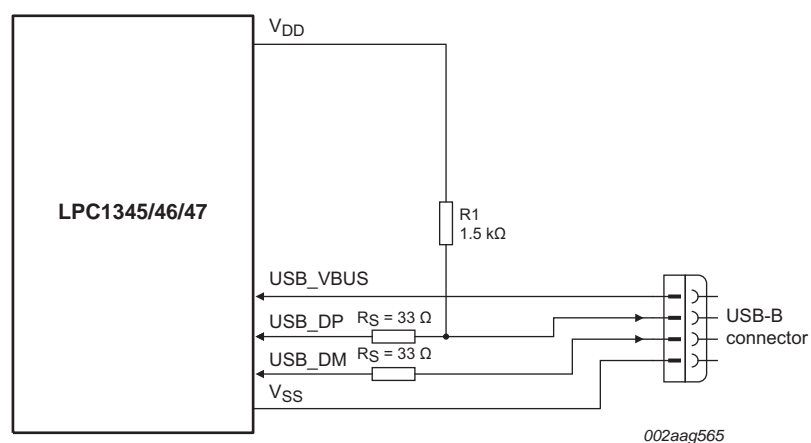 VDD
LPC1345/46/47
R1
1.5 kΩ
USB_VBUS
USB_DP
RS = 33 Ω
USB-B
connector
USB_DM
RS = 33 Ω
VSS
002aag565